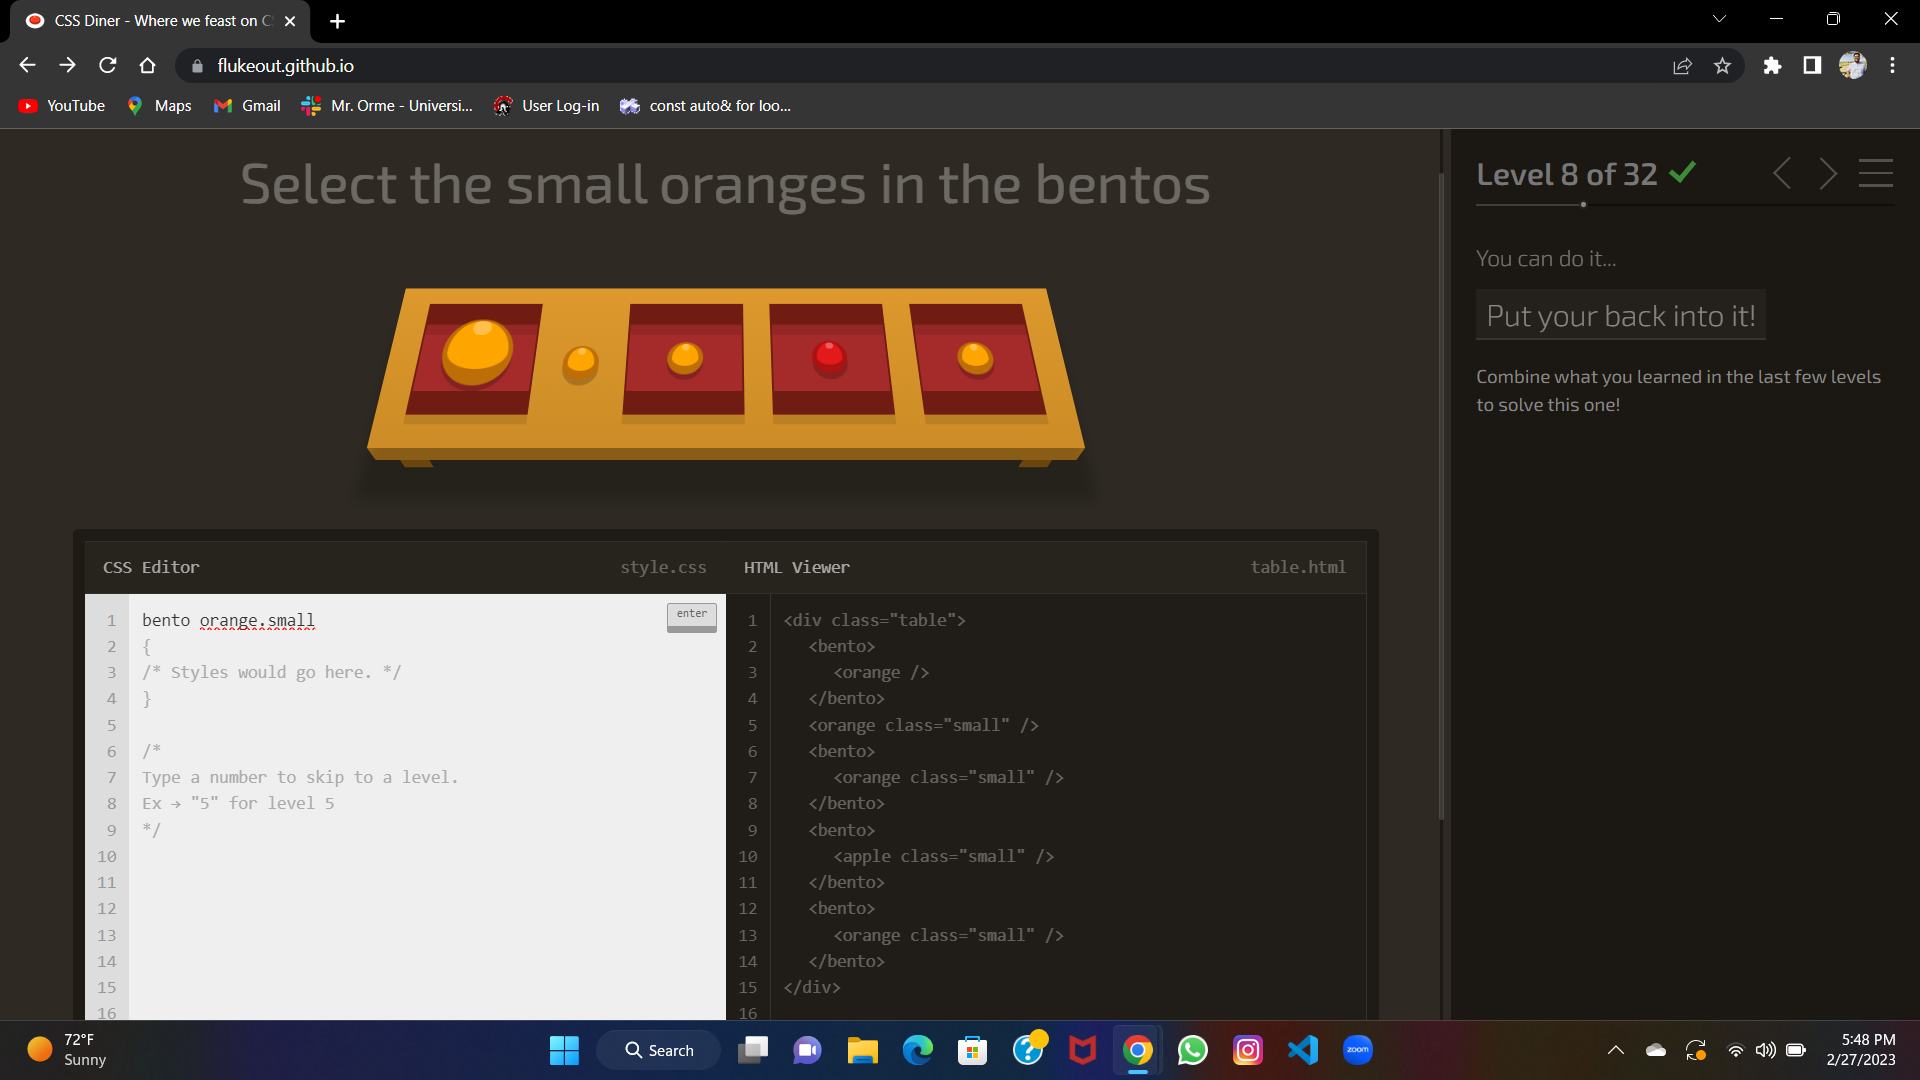 CSS Diner - Where we feast on C
flukeout.github.io
YouTube
Maps
Gmail
Mr. Orme - Universi...
User Log-in
const auto& for loo...
Select the small oranges in the bentos
Level 8 of 32
You can do it...
Put your back into it!
Combine what you learned in the last few levels
to solve this one!
CSS Editor
style.css
1 bento orange.small
enter
2 {
3 /* Styles would go here. */
4 }
5
6 /*
7 Type a number to skip to a level.
8 Ex → "5" for level 5
9 */
10
11
12
13
14
15
16
HTML Viewer
table.html
1 <div class="table">
2 <bento>
3 <orange />
4 </bento>
5 <orange class="small" />
6 <bento>
7 <orange class="small" />
8 </bento>
9 <bento>
10 <apple class="small" />
11 </bento>
12 <bento>
13 <orange class="small" />
14 </bento>
15 </div>
16
72°F
Sunny
Search
zoom
5:48 PM
2/27/2023